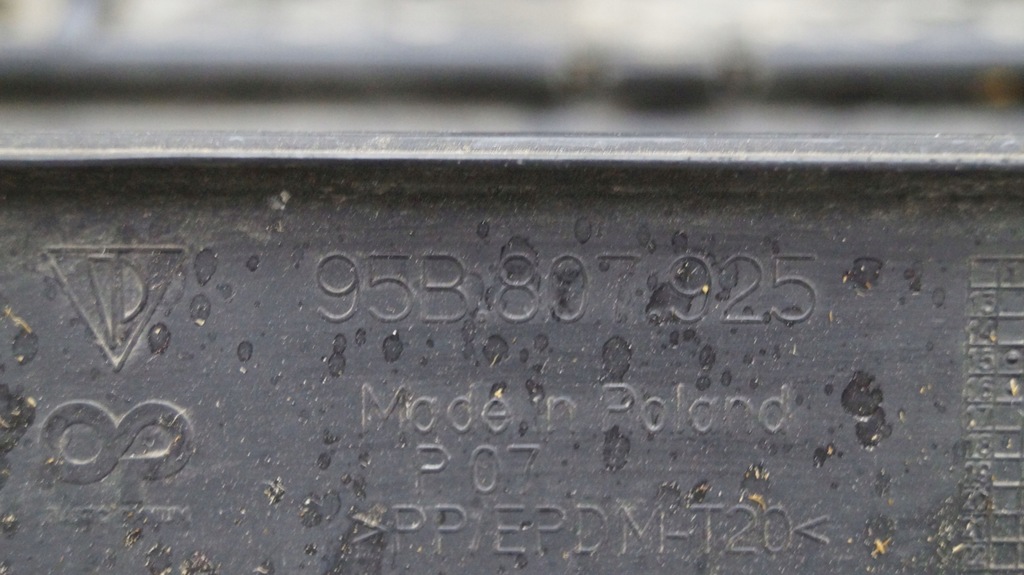 95B.807.925
Made in Poland
P 07
>PP/EPDM-T20<